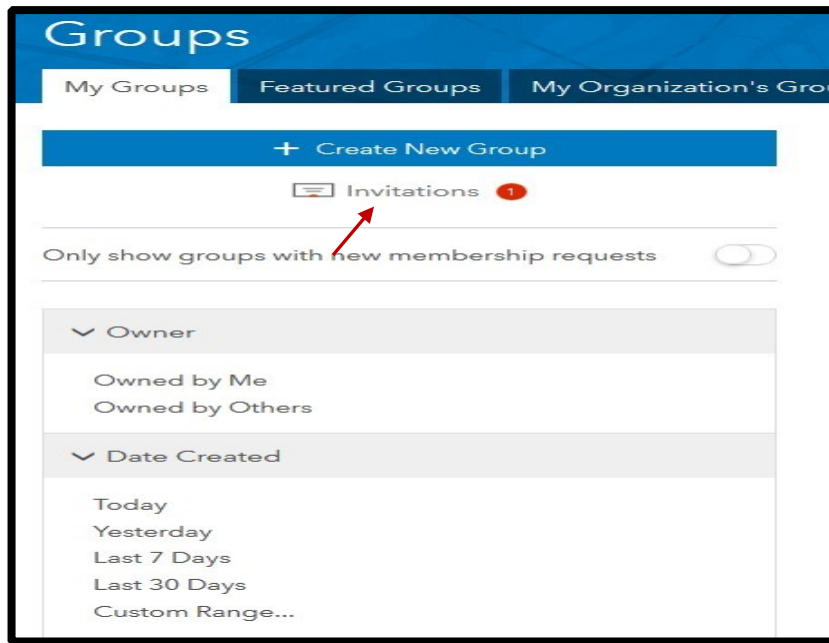 Groups
My Groups Featured Groups My Organization's Gro
+ Create New Group
Invitations 1
Only show groups with new membership requests
Owner
Owned by Me
Owned by Others
Date Created
Today
Yesterday
Last 7 Days
Last 30 Days
Custom Range...